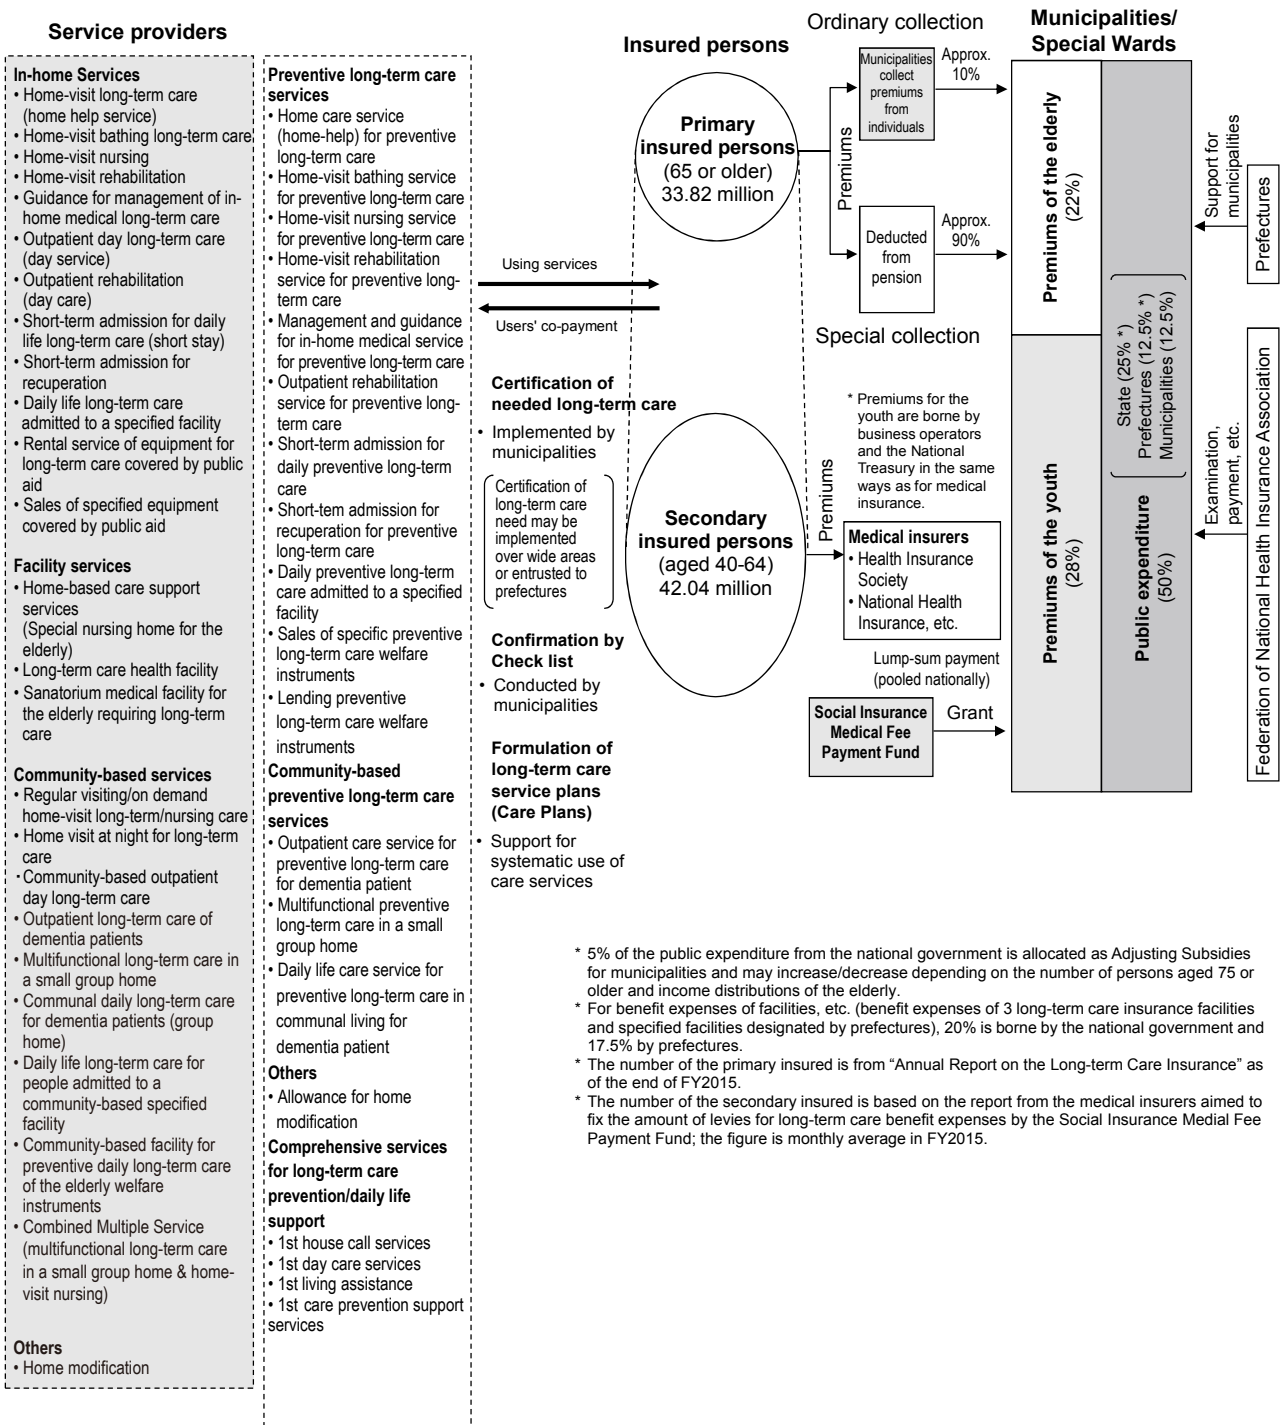 Service providers
In-home Services
• Home-visit long-term care
(home help service)
• Home-visit bathing long-term care
• Home-visit nursing
• Home-visit rehabilitation
• Guidance for management of in-
home medical long-term care
• Outpatient day long-term care
(day service)
• Outpatient rehabilitation
(day care)
• Short-term admission for daily
life long-term care (short stay)
• Short-term admission for
recuperation
• Daily life long-term care
admitted to a specified facility
• Rental service of equipment for
long-term care covered by public
aid
• Sales of specified equipment
covered by public aid
Facility services
• Home-based care support
services
(Special nursing home for the
elderly)
• Long-term care health facility
• Sanatorium medical facility for
the elderly requiring long-term
care
Community-based services
• Regular visiting/on demand
home-visit long-term/nursing care
• Home visit at night for long-term
care
• Community-based outpatient
day long-term care
• Outpatient long-term care of
dementia patients
• Multifunctional long-term care in
a small group home
• Communal daily long-term care
for dementia patients (group
home)
• Daily life long-term care for
people admitted to a
community-based specified
facility
• Community-based facility for
preventive daily long-term care
of the elderly welfare
instruments
• Combined Multiple Service
(multifunctional long-term care
in a small group home & home-
visit nursing)
Others
• Home modification
Preventive long-term care
services
• Home care service
(home-help) for preventive
long-term care
• Home-visit bathing service
for preventive long-term care
• Home-visit nursing service
for preventive long-term care
• Home-visit rehabilitation
service for preventive long-
term care
• Management and guidance
for in-home medical service
for preventive long-term care
• Outpatient rehabilitation
service for preventive long-
term care
• Short-term admission for
daily preventive long-term
care
• Short-tem admission for
recuperation for preventive
long-term care
• Daily preventive long-term
care admitted to a specified
facility
• Sales of specific preventive
long-term care welfare
instruments
• Lending preventive
long-term care welfare
instruments
Community-based
preventive long-term care
services
• Outpatient care service for
preventive long-term care
for dementia patient
• Multifunctional preventive
long-term care in a small
group home
• Daily life care service for
preventive long-term care in
communal living for
dementia patient
Others
• Allowance for home
modification
Comprehensive services
for long-term care
prevention/daily life
support
• 1st house call services
• 1st day care services
• 1st living assistance
• 1st care prevention support
services
Using services
Users' co-payment
Certification of
needed long-term care
• Implemented by
municipalities
Certification of
long-term care
need may be
implemented
over wide areas
or entrusted to
prefectures
Confirmation by
Check list
• Conducted by
municipalities
Formulation of
long-term care
service plans
(Care Plans)
• Support for
systematic use of
care services
Insured persons
Primary
insured persons
(65 or older)
33.82 million
Secondary
insured persons
(aged 40-64)
42.04 million
Ordinary collection
Premiums
Municipalities
collect
premiums
from
individuals
Approx.
10%
Deducted
from
pension
Approx.
90%
Special collection
* Premiums for the
youth are borne by
business operators
and the National
Treasury in the same
ways as for medical
insurance.
Premiums
Medical insurers
• Health Insurance
Society
• National Health
Insurance, etc.
Lump-sum payment
(pooled nationally)
Social Insurance
Medical Fee
Payment Fund
Grant
Municipalities/
Special Wards
Premiums of the elderly
(22%)
Premiums of the youth
(28%)
Public expenditure
(50%)
State (25% *)
Prefectures (12.5% *)
Municipalities (12.5%)
Support for
municipalities
Prefectures
Examination,
payment, etc.
Federation of National Health Insurance Association
* 5% of the public expenditure from the national government is allocated as Adjusting Subsidies
for municipalities and may increase/decrease depending on the number of persons aged 75 or
older and income distributions of the elderly.
* For benefit expenses of facilities, etc. (benefit expenses of 3 long-term care insurance facilities
and specified facilities designated by prefectures), 20% is borne by the national government and
17.5% by prefectures.
* The number of the primary insured is from “Annual Report on the Long-term Care Insurance” as
of the end of FY2015.
* The number of the secondary insured is based on the report from the medical insurers aimed to
fix the amount of levies for long-term care benefit expenses by the Social Insurance Medial Fee
Payment Fund; the figure is monthly average in FY2015.